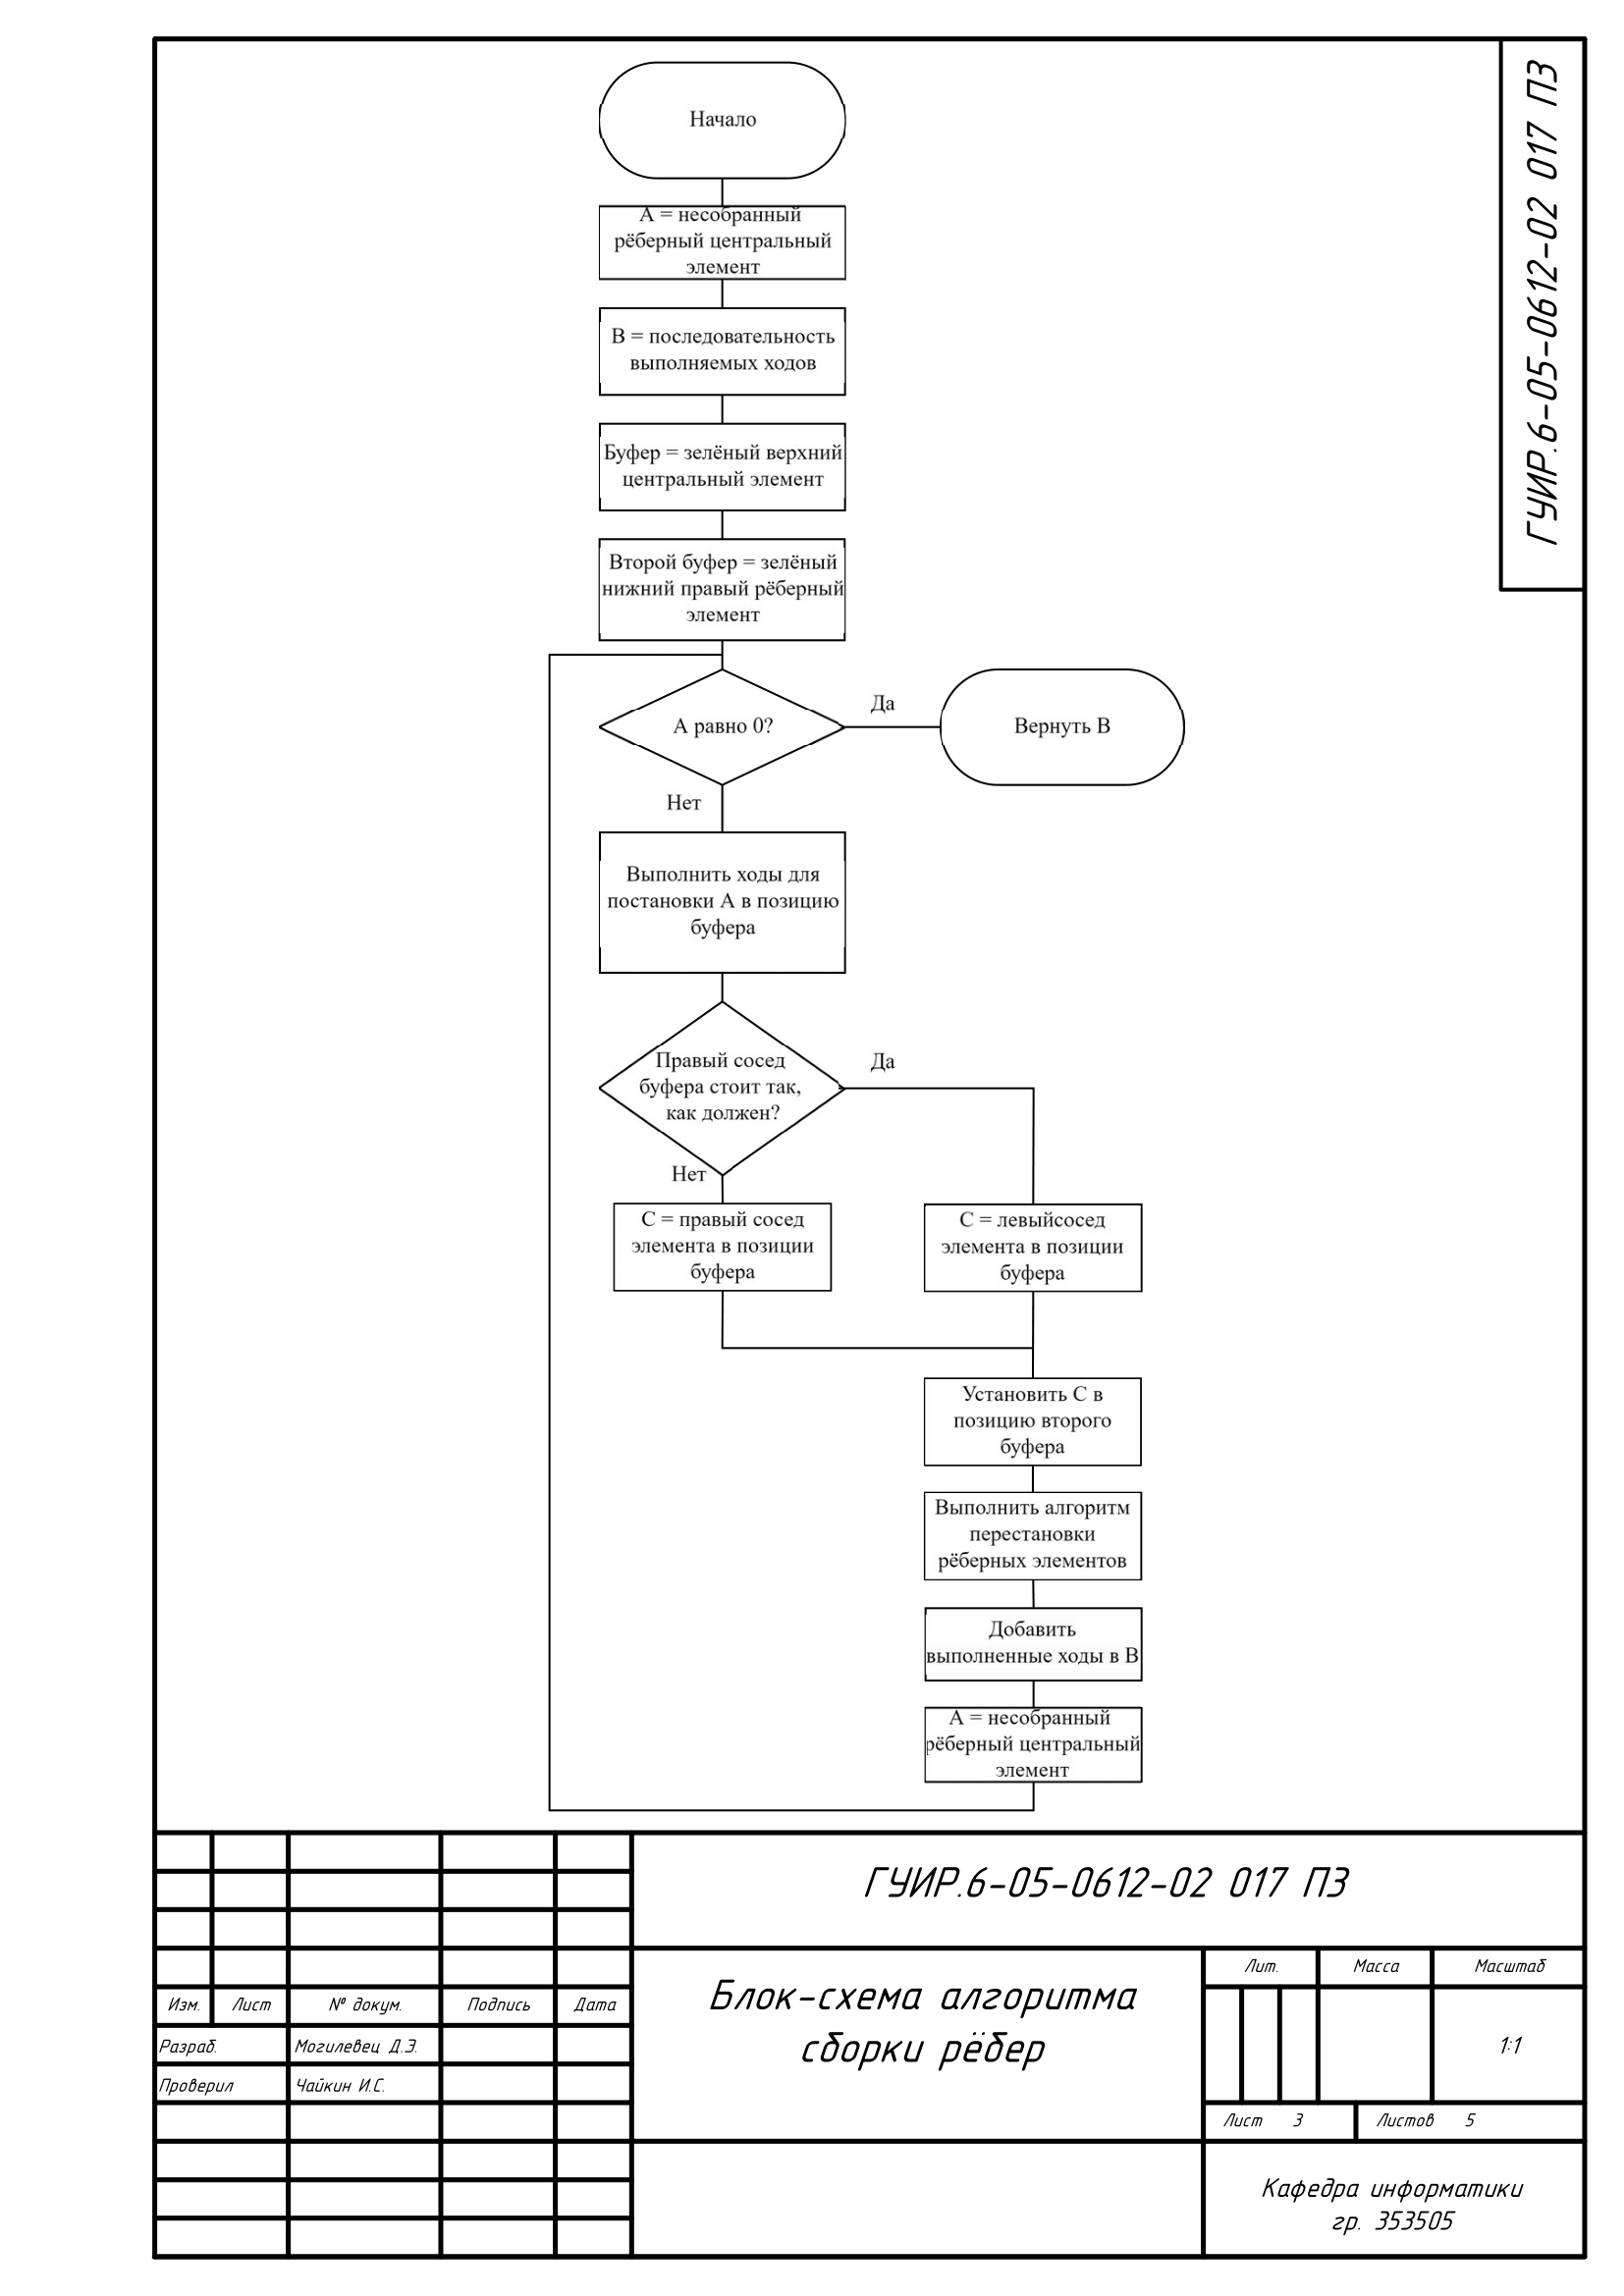 ГУИР.6-05-0612-02 017 ПЗ
Начало
А = несобранный
рёберный центральный
элемент
В = последовательность
выполняемых ходов
Буфер = зелёный верхний
центральный элемент
Второй буфер = зелёный
нижний правый рёберный
элемент
А равно 0?
Да
Вернуть В
Нет
Выполнить ходы для
постановки А в позицию
буфера
Правый сосед
буфера стоит так,
как должен?
Да
Нет
С = правый сосед
элемента в позиции
буфера
С = левыйсосед
элемента в позиции
буфера
Установить С в
позицию второго
буфера
Выполнить алгоритм
перестановки
рёберных элементов
Добавить
выполненные ходы в В
А = несобранный
рёберный центральный
элемент
ГУИР.6-05-0612-02 017 ПЗ
Блок-схема алгоритма
сборки рёбер
Лит. Масса Масштаб
1:1
Изм. Лист № докум. Подпись Дата
Разраб. Могилевец Д.Э.
Проверил Чайкин И.С.
Лист 3 Листов 5
Кафедра информатики
гр. 353505